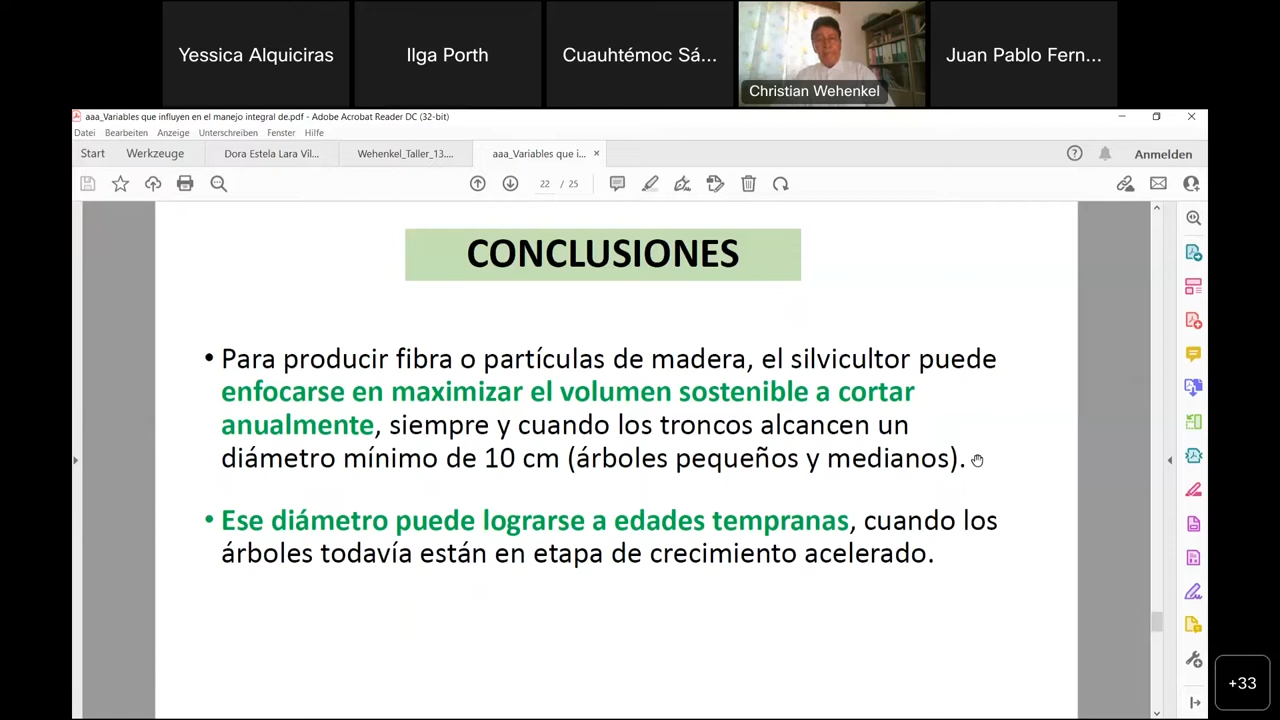 Yessica Alquiciras
Ilga Porth
Cuauhtémoc Sá...
Christian Wehenkel
Juan Pablo Fern...
aaa_Variables que influyen en el manejo integral de.pdf - Adobe Acrobat Reader DC (32-bit)
Datei Bearbeiten Anzeige Unterschreiben Fenster Hilfe
Start Werkzeuge Dora Estela Lara Vil... Wehenkel_Taller_13.... aaa_Variables que i... × Anmelden
22 / 25
CONCLUSIONES
• Para producir fibra o partículas de madera, el silvicultor puede
enfocarse en maximizar el volumen sostenible a cortar
anualmente, siempre y cuando los troncos alcancen un
diámetro mínimo de 10 cm (árboles pequeños y medianos).
• Ese diámetro puede lograrse a edades tempranas, cuando los
árboles todavía están en etapa de crecimiento acelerado.
+33